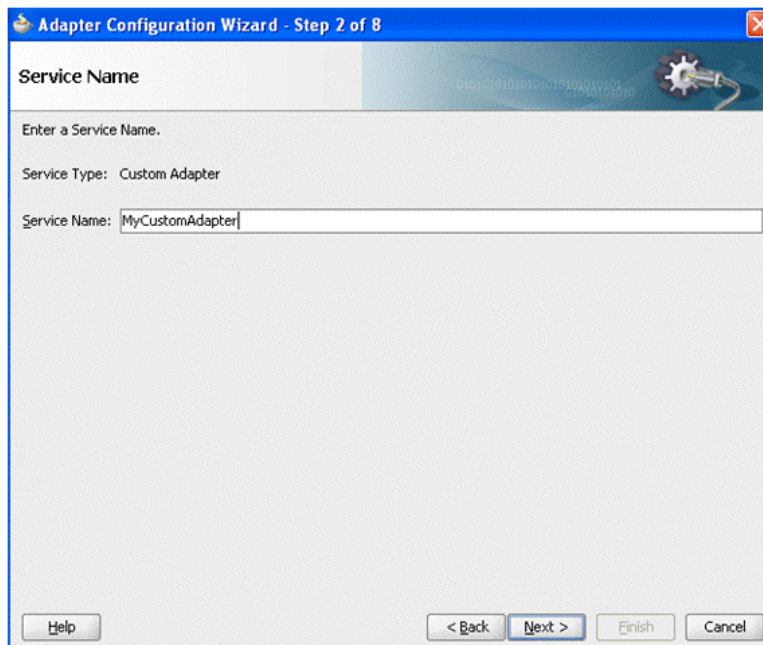 Adapter Configuration Wizard - Step 2 of 8
Service Name
Enter a Service Name.
Service Type: Custom Adapter
Service Name: MyCustomAdapter
Help < Back Next > Finish Cancel